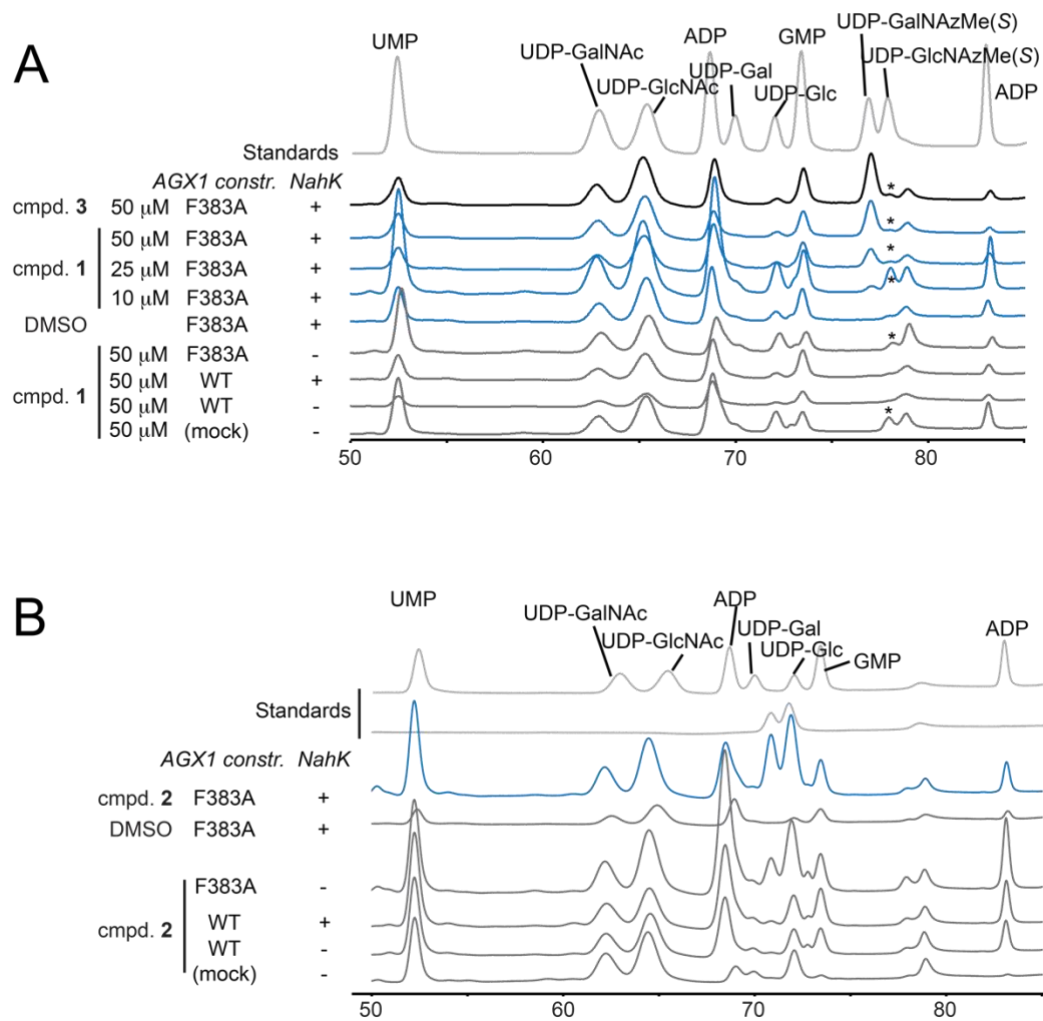 A
UMP
UDP-GalNAc
UDP-GlcNAc
ADP
UDP-Gal
GMP
UDP-Glc
UDP-GalNAzMe(S)
UDP-GlcNAzMe(S)
ADP
Standards
AGX1 constr. NahK
cmpd. 3 50 μM F383A + *
50 μM F383A + *
cmpd. 1 25 μM F383A + *
10 μM F383A + *
DMSO F383A +
50 μM F383A - *
cmpd. 1 50 μM WT +
50 μM WT -
50 μM (mock) - *
50 60 70 80
B
UMP
UDP-GalNAc
UDP-GlcNAc
ADP
UDP-Gal
UDP-Glc
GMP
ADP
Standards
AGX1 constr. NahK
cmpd. 2 F383A +
DMSO F383A +
F383A -
cmpd. 2 WT +
WT -
(mock) -
50 60 70 80